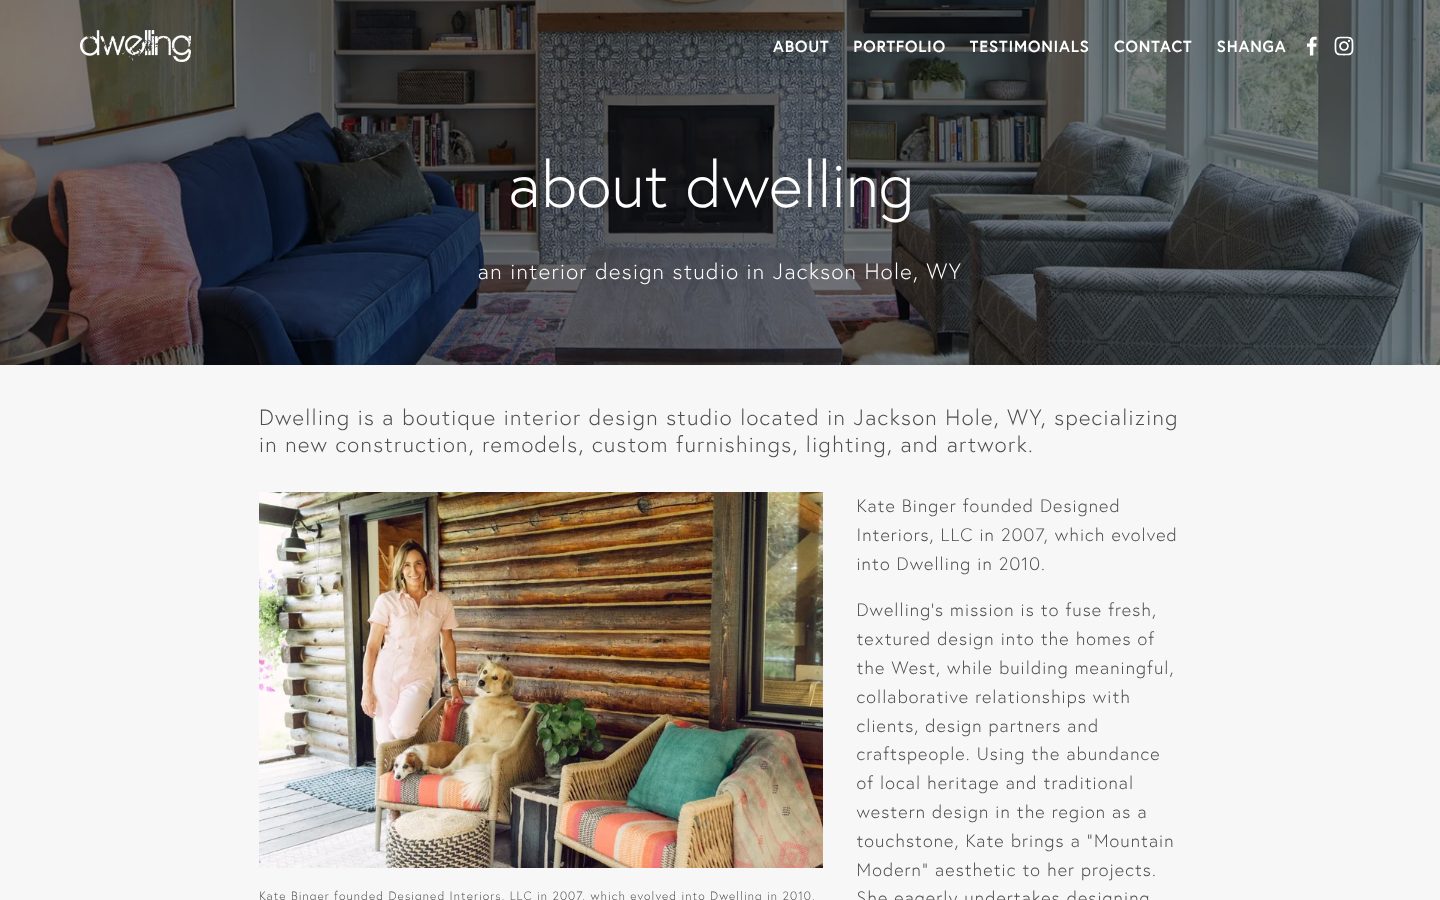 dwelling
ABOUT PORTFOLIO TESTIMONIALS CONTACT SHANGA
about dwelling
an interior design studio in Jackson Hole, WY
Dwelling is a boutique interior design studio located in Jackson Hole, WY, specializing
in new construction, remodels, custom furnishings, lighting, and artwork.
Kate Binger founded Designed
Interiors, LLC in 2007, which evolved
into Dwelling in 2010.
Dwelling's mission is to fuse fresh,
textured design into the homes of
the West, while building meaningful,
collaborative relationships with
clients, design partners and
craftspeople. Using the abundance
of local heritage and traditional
western design in the region as a
touchstone, Kate brings a "Mountain
Modern" aesthetic to her projects.
She eagerly undertakes designing
Kate Binger founded Designed Interiors, LLC in 2007, which evolved into Dwelling in 2010.